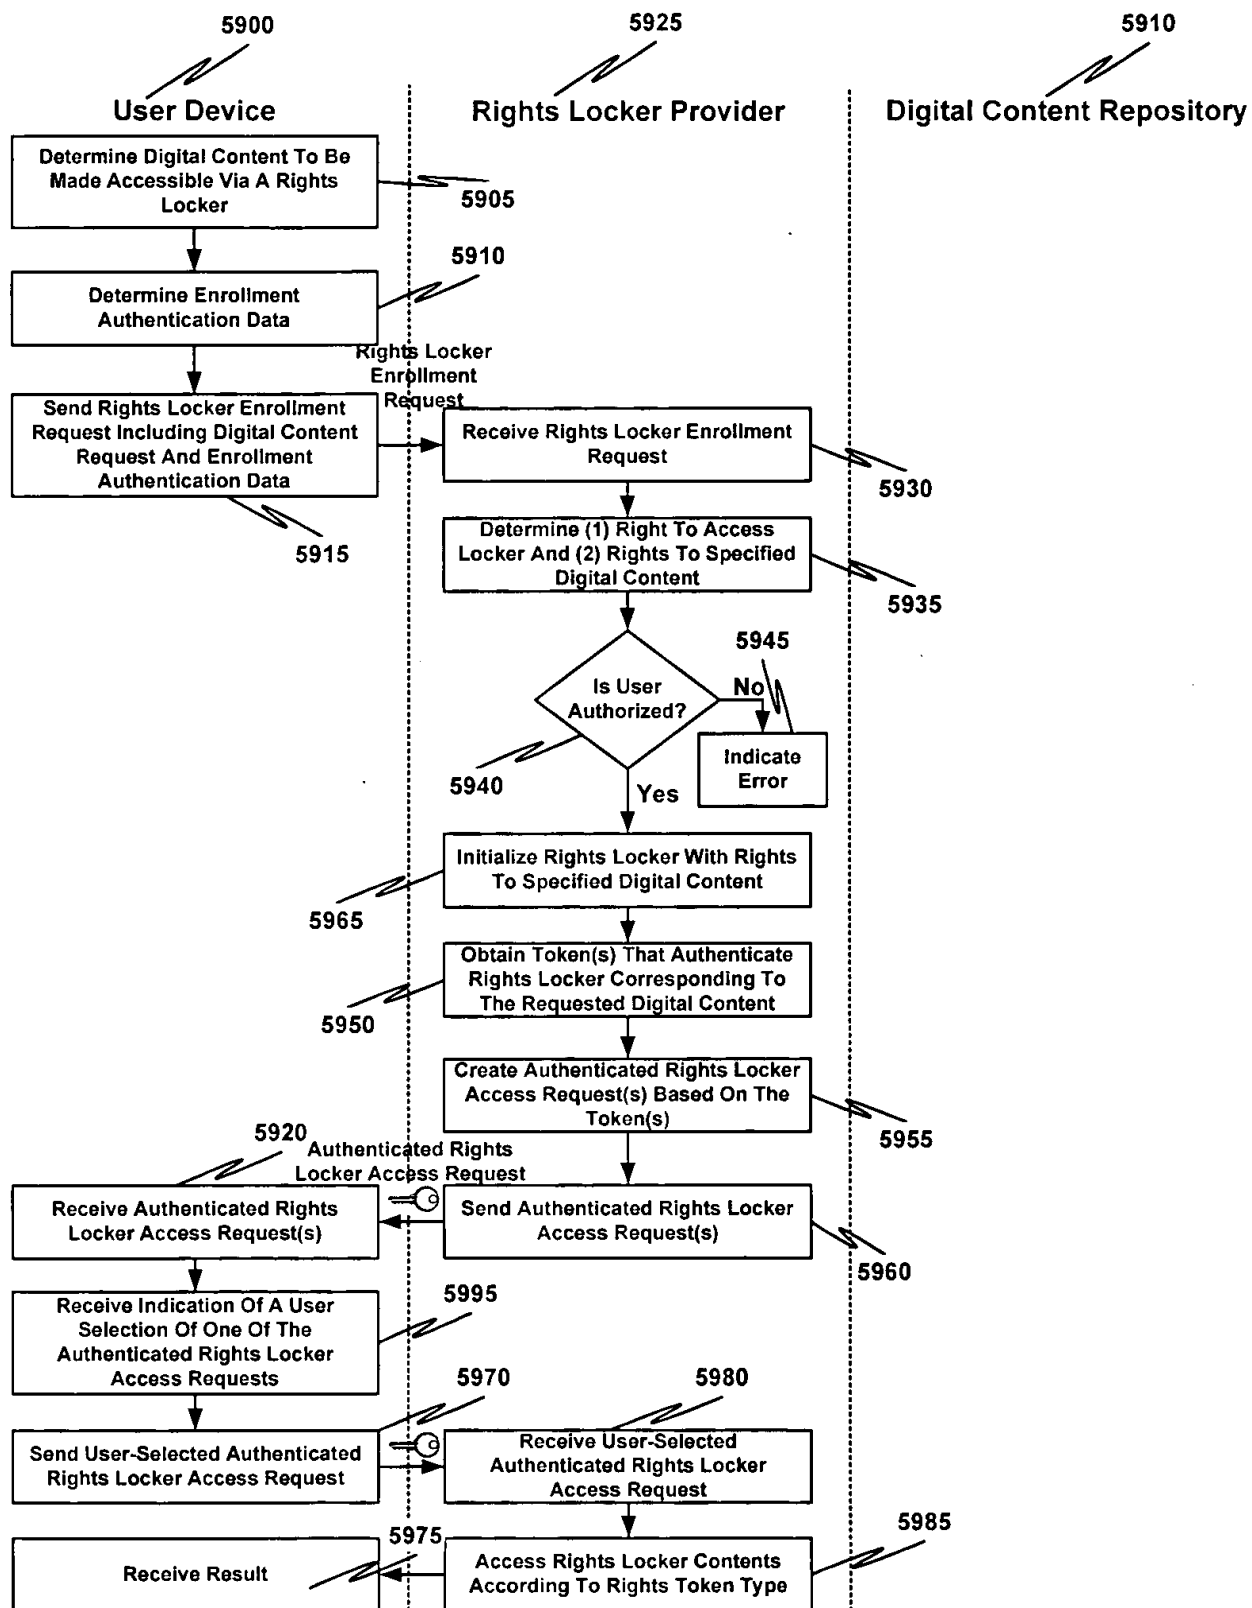 5900
5925
5910
User Device
Rights Locker Provider
Digital Content Repository
Determine Digital Content To Be
Made Accessible Via A Rights
Locker
5905
5910
Determine Enrollment
Authentication Data
Rights Locker
Enrollment
Request
Send Rights Locker Enrollment
Request Including Digital Content
Request And Enrollment
Authentication Data
5915
Receive Rights Locker Enrollment
Request
5930
Determine (1) Right To Access
Locker And (2) Rights To Specified
Digital Content
5935
Is User
Authorized?
5940
No
5945
Indicate
Error
Yes
Initialize Rights Locker With Rights
To Specified Digital Content
5965
Obtain Token(s) That Authenticate
Rights Locker Corresponding To
The Requested Digital Content
5950
Create Authenticated Rights Locker
Access Request(s) Based On The
Token(s)
5955
5920
Authenticated Rights
Locker Access Request
Receive Authenticated Rights
Locker Access Request(s)
Send Authenticated Rights Locker
Access Request(s)
5960
Receive Indication Of A User
Selection Of One Of The
Authenticated Rights Locker
Access Requests
5995
5970
5980
Send User-Selected Authenticated
Rights Locker Access Request
Receive User-Selected
Authenticated Rights Locker
Access Request
5975
5985
Receive Result
Access Rights Locker Contents
According To Rights Token Type